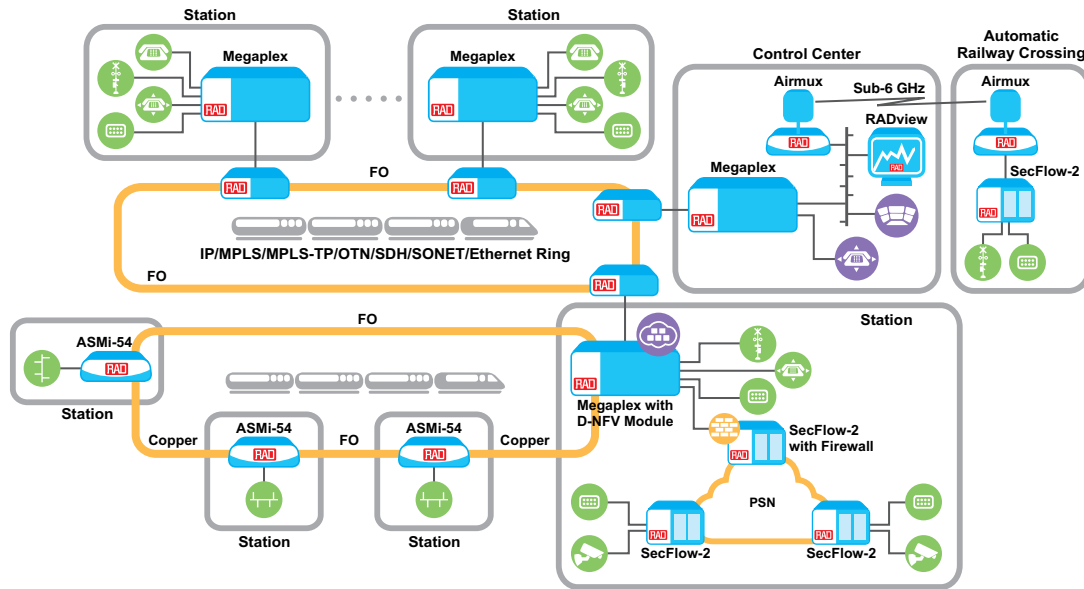 Station
Megaplex
RAD
RAD
Station
Megaplex
RAD
RAD
Control Center
Airmux
RAD
Sub-6 GHz
RADview
RAD
Megaplex
RAD
RAD
Automatic
Railway Crossing
Airmux
RAD
SecFlow-2
RAD
FO
IP/MPLS/MPLS-TP/OTN/SDH/SONET/Ethernet Ring
FO
RAD
FO
ASMi-54
RAD
Station
Copper
ASMi-54
RAD
Station
FO
ASMi-54
RAD
Station
Copper
Station
RAD
Megaplex with
D-NFV Module
SecFlow-2
with Firewall
RAD
PSN
RAD
SecFlow-2
RAD
SecFlow-2